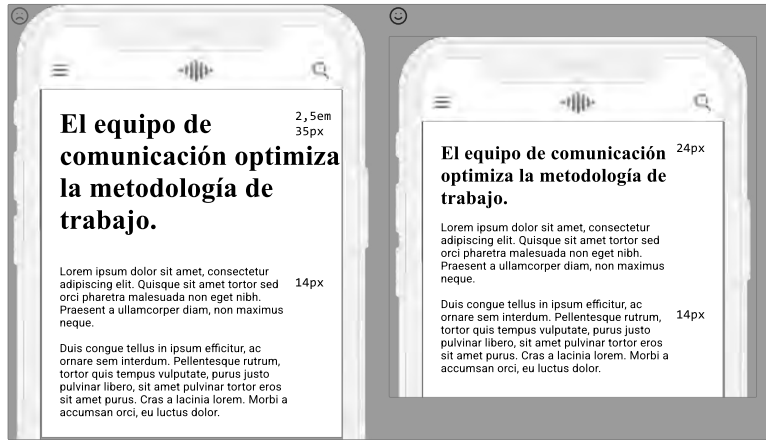 El equipo de
comunicación optimiza
la metodología de
trabajo.
2,5em
35px
Lorem ipsum dolor sit amet, consectetur
adipiscing elit. Quisque sit amet tortor sed
orci pharetra malesuada non eget nibh.
Praesent a ullamcorper diam, non maximus
neque.
14px
Duis congue tellus in ipsum efficitur, ac
ornare sem interdum. Pellentesque rutrum,
tortor quis tempus vulputate, purus justo
pulvinar libero, sit amet pulvinar tortor eros
sit amet purus. Cras a lacinia lorem. Morbi a
accumsan orci, eu luctus dolor.
El equipo de comunicación
optimiza la metodología de
trabajo.
24px
Lorem ipsum dolor sit amet, consectetur
adipiscing elit. Quisque sit amet tortor sed
orci pharetra malesuada non eget nibh.
Praesent a ullamcorper diam, non maximus
neque.
Duis congue tellus in ipsum efficitur, ac
ornare sem interdum. Pellentesque rutrum,
tortor quis tempus vulputate, purus justo
pulvinar libero, sit amet pulvinar tortor eros
sit amet purus. Cras a lacinia lorem. Morbi a
accumsan orci, eu luctus dolor.
14px